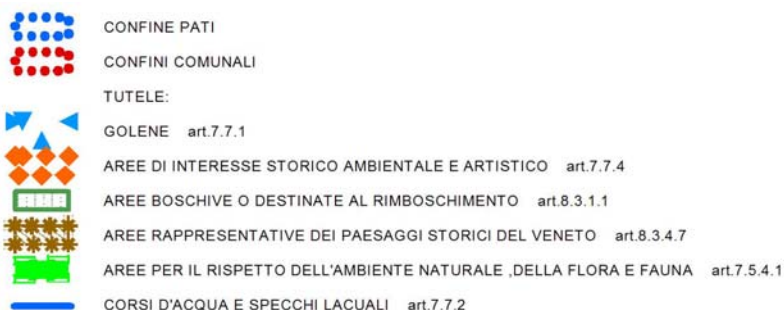 CONFINE PATI
CONFINI COMUNALI
TUTELE:
GOLENE art.7.7.1
AREE DI INTERESSE STORICO AMBIENTALE E ARTISTICO art.7.7.4
AREE BOSCHIVE O DESTINATE AL RIMBOSCHIMENTO art.8.3.1.1
AREE RAPPRESENTATIVE DEI PAESAGGI STORICI DEL VENETO art.8.3.4.7
AREE PER IL RISPETTO DELL'AMBIENTE NATURALE ,DELLA FLORA E FAUNA art.7.5.4.1
CORSI D'ACQUA E SPECCHI LACUALI art.7.7.2